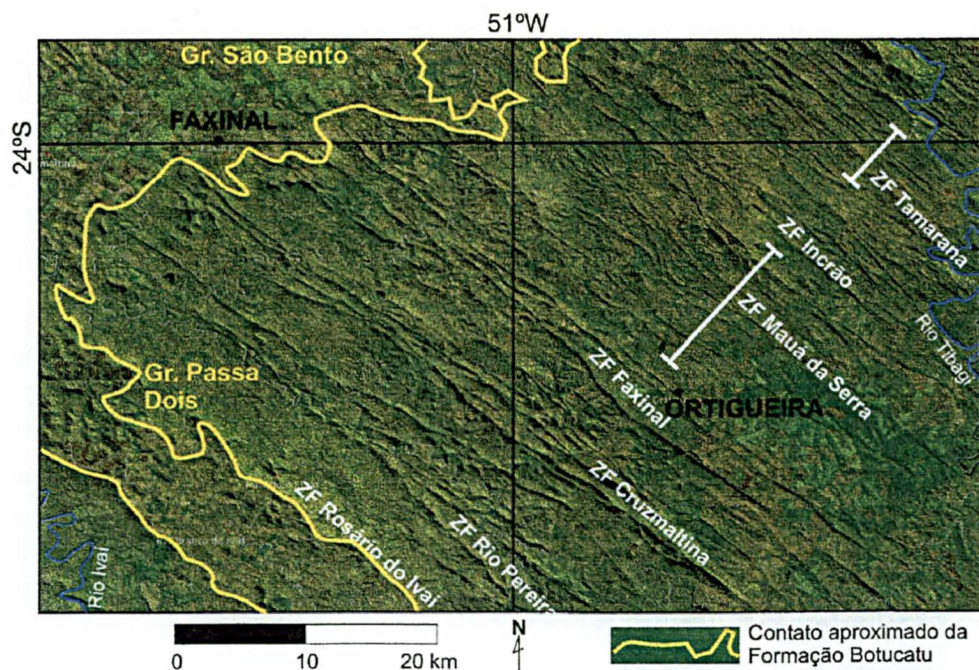 51ºW
24ºS
Gr. São Bento
FAXINAL
ZF Tamarana
ZF Incrão
ZF Mauá da Serra
Rio Tibagi
Gr. Passa
Dois
ZF Faxinal
ORTIGUEIRA
ZF Cruzmaltina
ZF Rosário do Ivaí
ZF Rio Pereira
Rio Ivaí
0 10 20 km
N
Contato aproximado da
Formação Botucatu